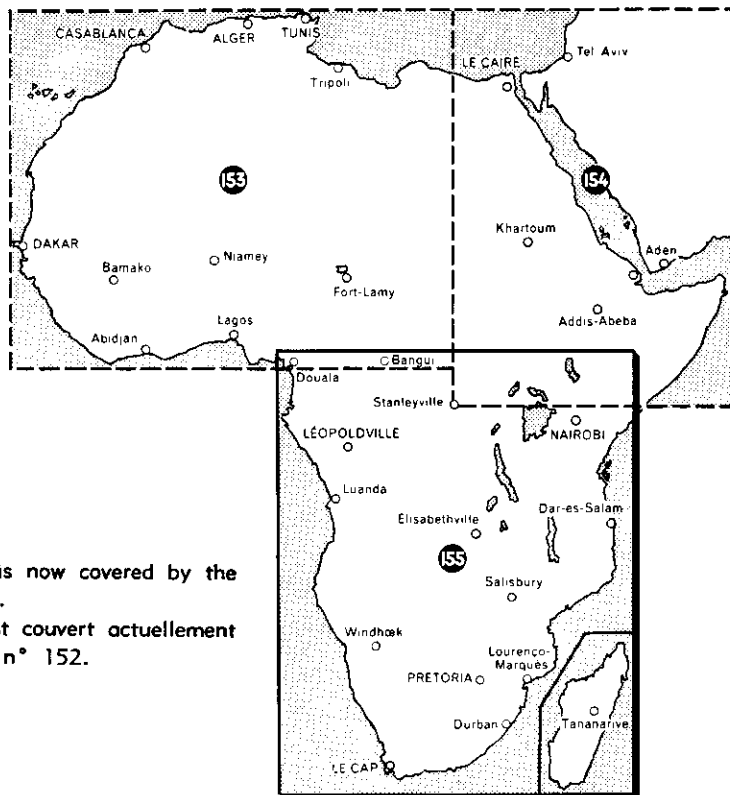 CASABLANCA
ALGER
TUNIS
Tripoli
LE CAIRE
Tel Aviv
153
154
DAKAR
Bamako
Niamey
Fort-Lamy
Khartoum
Aden
Abidjan
Lagos
Addis-Abeba
Douala
Bangui
Stanleyville
NAIROBI
LÉOPOLDVILLE
Luanda
Elisabethville
Dar-es-Salam
155
is now covered by the
.
t couvert actuellement
n° 152.
Salisbury
Windhœk
PRETORIA
Lourenço-
Marquès
Durban
Tananarive
LE CAP